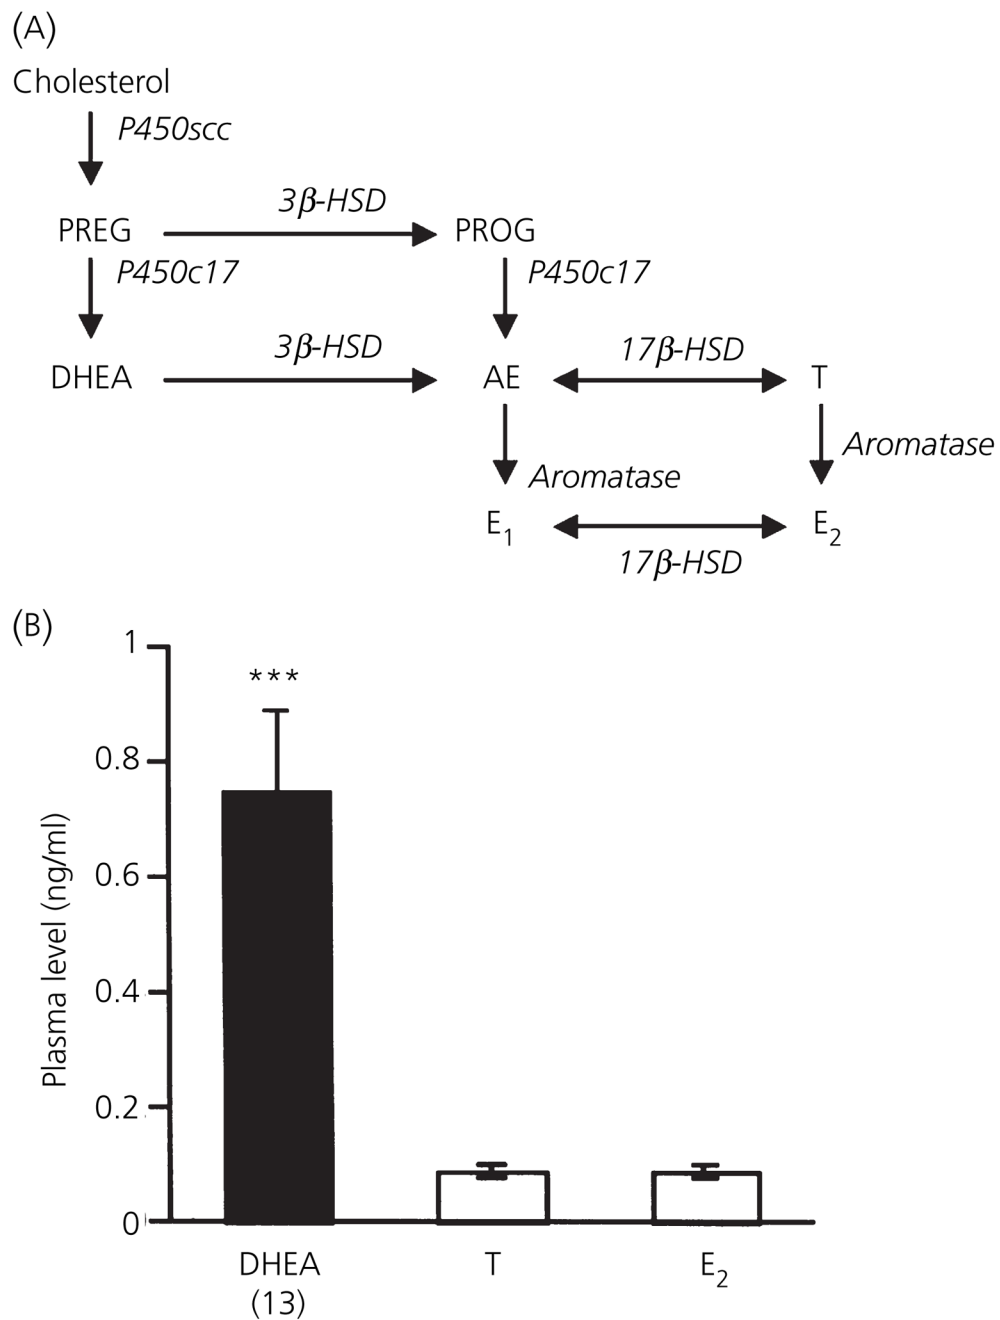 (A)
Cholesterol
P450scc
3β-HSD
PREG PROG
P450c17 P450c17
3β-HSD 17β-HSD
DHEA AE T
Aromatase
Aromatase
E1 E2
17β-HSD
(B)
1
***
0.8
0.6
0.4
0.2
0
Plasma level (ng/ml)
DHEA T E2
(13)